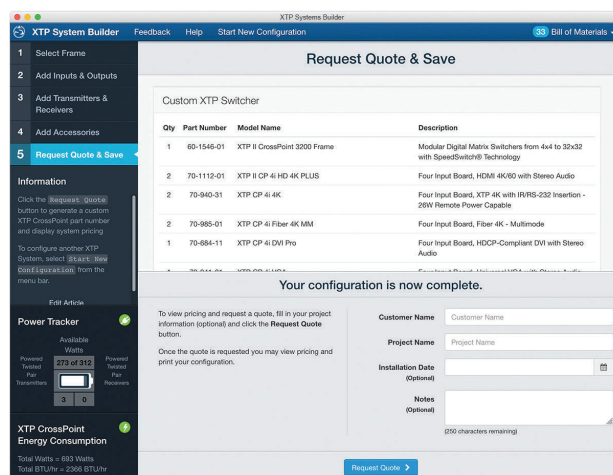 XTP Systems Builder
XTP System Builder
Feedback
Help
Start New Configuration
33 Bill of Materials
1 Select Frame
2 Add Inputs & Outputs
3 Add Transmitters &
Receivers
4 Add Accessories
5 Request Quote & Save
Information
Click the Request Quote
button to generate a custom
XTP CrossPoint part number
and display system pricing
To configure another XTP
System, select Start New
Configuration from the
menu bar.
Edit Article
Power Tracker
Available
Watts
Powered
Twisted
Pair
Transmitters
273 of 312
Powered
Twisted
Pair
Receivers
3 0
XTP CrossPoint
Energy Consumption
Total Watts = 693 Watts
Total BTU/hr = 2366 BTU/hr
Request Quote & Save
Custom XTP Switcher
Qty Part Number Model Name Description
1 60-1546-01 XTP II CrossPoint 3200 Frame Modular Digital Matrix Switchers from 4x4 to 32x32
with SpeedSwitch® Technology
2 70-1112-01 XTP II CP 4i HD 4K PLUS Four Input Board, HDMI 4K/60 with Stereo Audio
2 70-940-31 XTP CP 4i 4K Four Input Board, XTP 4K with IR/RS-232 Insertion -
26W Remote Power Capable
2 70-985-01 XTP CP 4i Fiber 4K MM Four Input Board, Fiber 4K - Multimode
1 70-684-11 XTP CP 4i DVI Pro Four Input Board, HDCP-Compliant DVI with Stereo
Audio
Your configuration is now complete.
To view pricing and request a quote, fill in your project
information (optional) and click the Request Quote
button.
Once the quote is requested you may view pricing and
print your configuration.
Customer Name Customer Name
Project Name Project Name
Installation Date
(Optional)
Notes
(Optional)
(250 characters remaining)
Request Quote